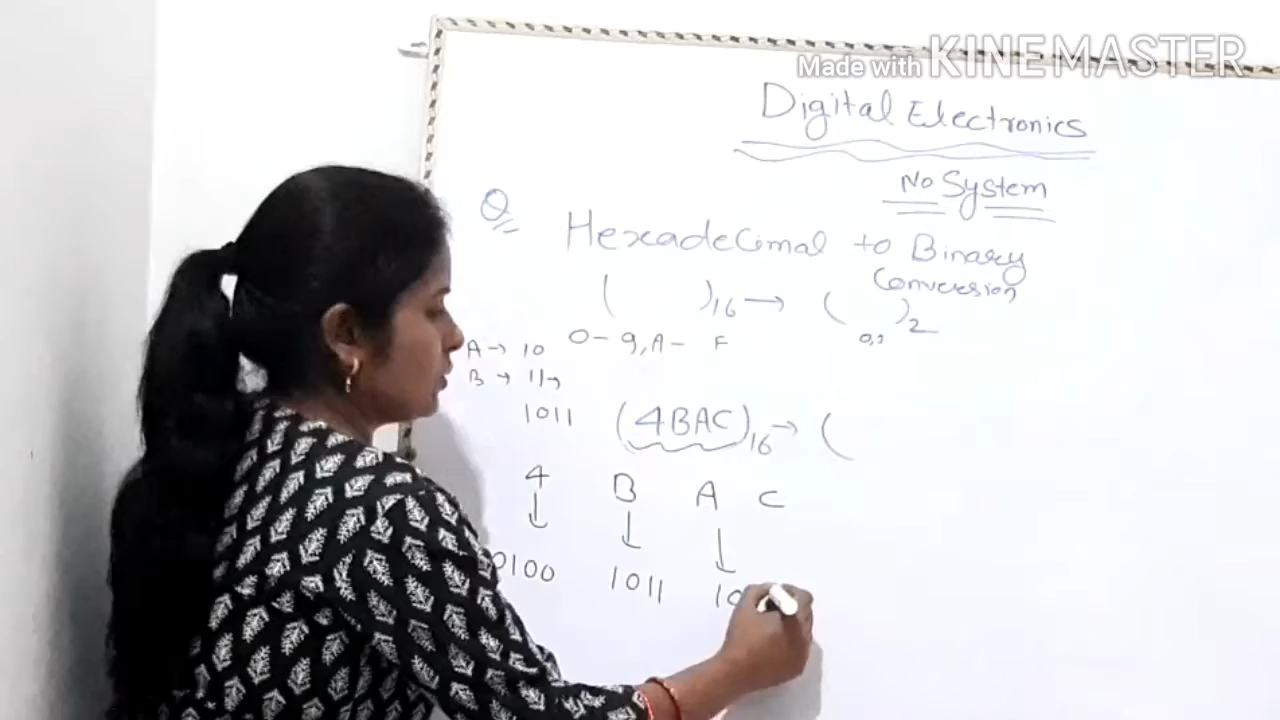 Made with KINEMASTER
Digital Electronics
No System
Q Hexadecimal to Binary
Conversion
( )16 → ( )2
0 - 9, A - F 0,1
A → 10
B → 11 →
1011 (4BAC)16 → (
4 B A C
0100 1011 10